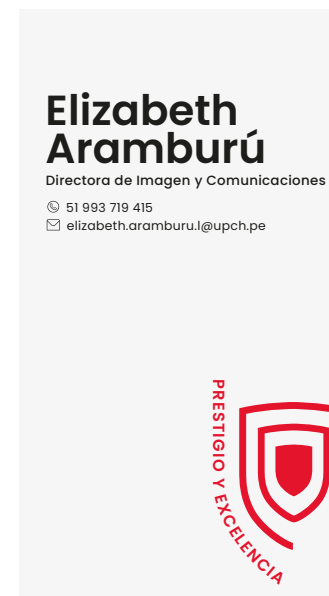 Elizabeth
Aramburú
Directora de Imagen y Comunicaciones
51 993 719 415
elizabeth.aramburu.l@upch.pe
PRESTIGIO Y EXCELENCIA